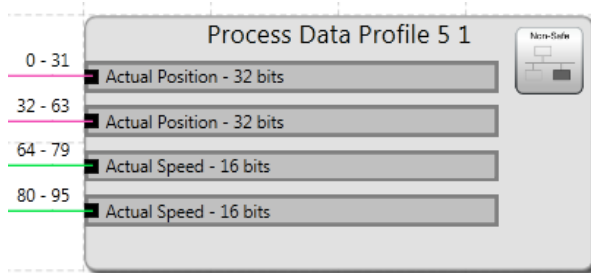 Process Data Profile 5 1
Non-Safe
0 - 31
Actual Position - 32 bits
32 - 63
Actual Position - 32 bits
64 - 79
Actual Speed - 16 bits
80 - 95
Actual Speed - 16 bits